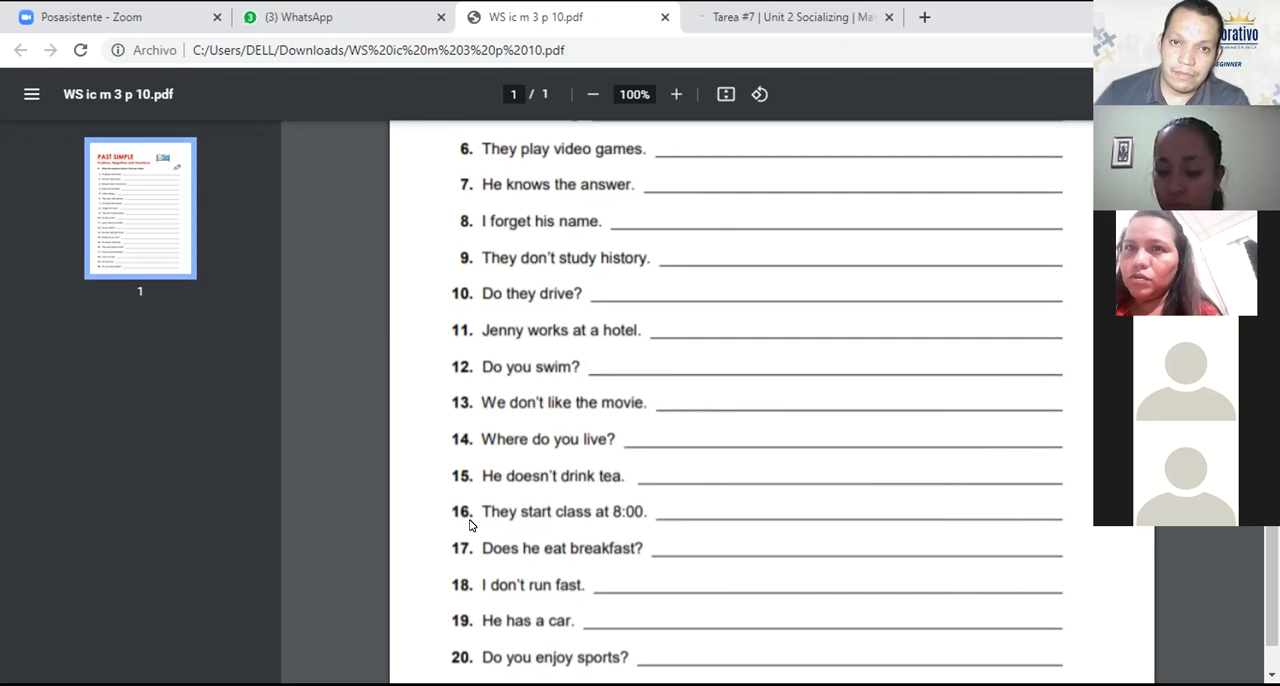 Posasistente - Zoom
(3) WhatsApp
WS ic m 3 p 10.pdf
Tarea #7 | Unit 2 Socializing | Ma
Archivo
C:/Users/DELL/Downloads/WS%20ic%20m%203%20p%2010.pdf
orativo
BEGINNER
WS ic m 3 p 10.pdf
1 / 1
100%
PAST SIMPLE
1
6. They play video games.
7. He knows the answer.
8. I forget his name.
9. They don't study history.
10. Do they drive?
11. Jenny works at a hotel.
12. Do you swim?
13. We don't like the movie.
14. Where do you live?
15. He doesn't drink tea.
16. They start class at 8:00.
17. Does he eat breakfast?
18. I don't run fast.
19. He has a car.
20. Do you enjoy sports?